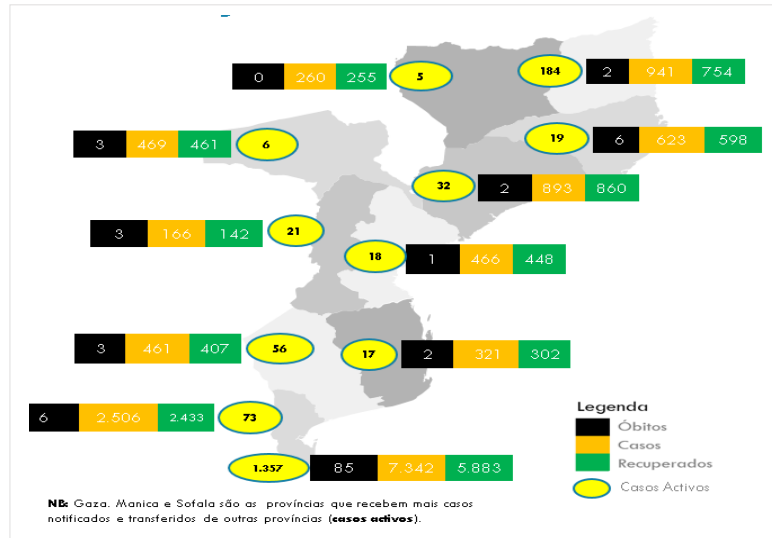 0 260 255 5 184 2 941 754
3 469 461 6 19 6 623 598
32 2 893 860
3 166 142 21
18 1 466 448
3 461 407 56 17 2 321 302
6 2.506 2.433 73
1.357 85 7.342 5.883
Legenda
Óbitos
Casos
Recuperados
Casos Activos
NB: Gaza. Manica e Sofala são as províncias que recebem mais casos
notificados e transferidos de outras províncias (casos activos).